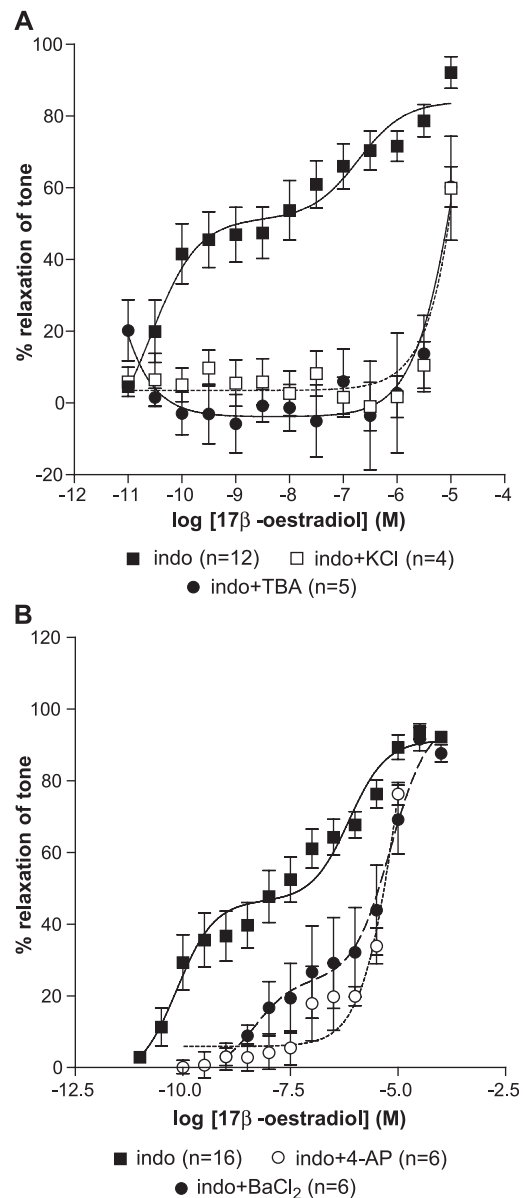 A
% relaxation of tone
120
100
80
60
40
20
0
-20
-12 -11 -10 -9 -8 -7 -6 -5 -4
log [17β -oestradiol] (M)
■ indo (n=12) □ indo+KCl (n=4)
● indo+TBA (n=5)
B
% relaxation of tone
120
100
80
60
40
20
0
-12.5 -10.0 -7.5 -5.0 -2.5
log [17β -oestradiol] (M)
■ indo (n=16) ○ indo+4-AP (n=6)
● indo+BaCl₂ (n=6)